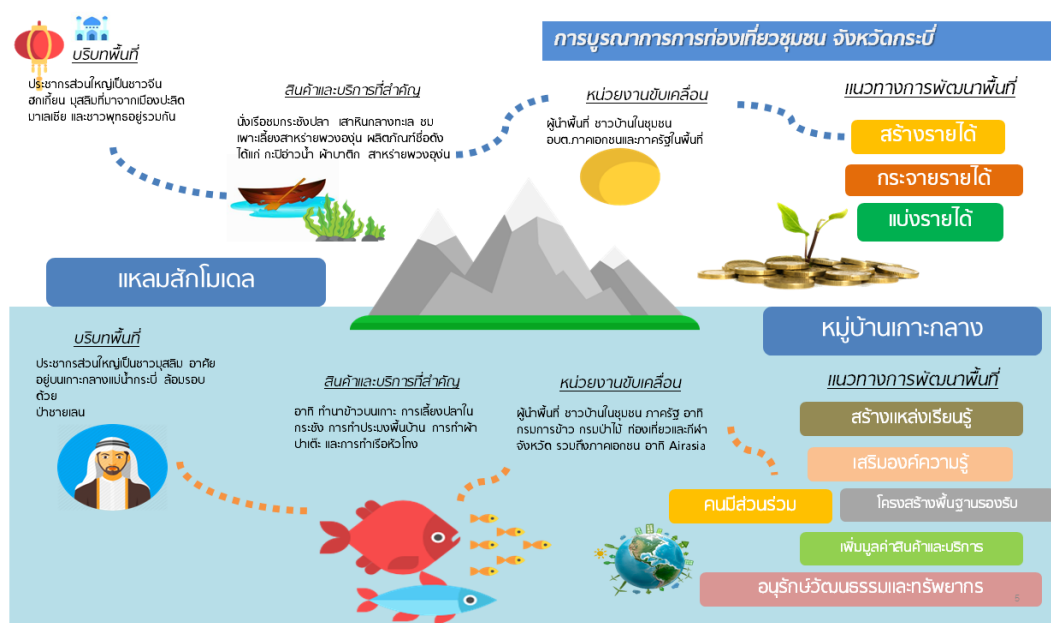 การบูรณาการการท่องเที่ยวชุมชน จังหวัดกระบี่
บริบทพื้นที่
ประชากรส่วนใหญ่เป็นชาวจีน
ฮกเกี้ยน มุสลิมที่มาจากเมืองปะลิต
มาเลเซีย และชาวพุทธอยู่รวมกัน
สินค้าและบริการที่สำคัญ
นั่งเรือชมกระชังปลา เสาหินกลางทะเล ชม
เพาะเลี้ยงสาหร่ายพวงองุ่น ผลิตภัณฑ์ชื่อดัง
ได้แก่ กะปิอ่าวน้ำ ผ้าบาติก สาหร่ายพวงองุ่น
หน่วยงานขับเคลื่อน
ผู้นำพื้นที่ ชาวบ้านในชุมชน
อบต.ภาคเอกชนและภาครัฐในพื้นที่
แนวทางการพัฒนาพื้นที่
สร้างรายได้
กระจายรายได้
แบ่งรายได้
แหลมสักโมเดล
หมู่บ้านเกาะกลาง
บริบทพื้นที่
ประชากรส่วนใหญ่เป็นชาวมุสลิม อาศัย
อยู่บนเกาะกลางแม่น้ำกระบี่ ล้อมรอบ
ด้วย
ป่าชายเลน
สินค้าและบริการที่สำคัญ
อาทิ ทำนาข้าวบนเกาะ การเลี้ยงปลาใน
กระชัง การทำประมงพื้นบ้าน การทำผ้า
ปาเต๊ะ และการทำเรือหัวโทง
หน่วยงานขับเคลื่อน
ผู้นำพื้นที่ ชาวบ้านในชุมชน ภาครัฐ อาทิ
กรมการข้าว กรมป่าไม้ ท่องเที่ยวและกีฬา
จังหวัด รวมถึงภาคเอกชน อาทิ Airasia
แนวทางการพัฒนาพื้นที่
สร้างแหล่งเรียนรู้
เสริมองค์ความรู้
คนมีส่วนร่วม
โครงสร้างพื้นฐานรองรับ
เพิ่มมูลค่าสินค้าและบริการ
อนุรักษ์วัฒนธรรมและทรัพยากร
5